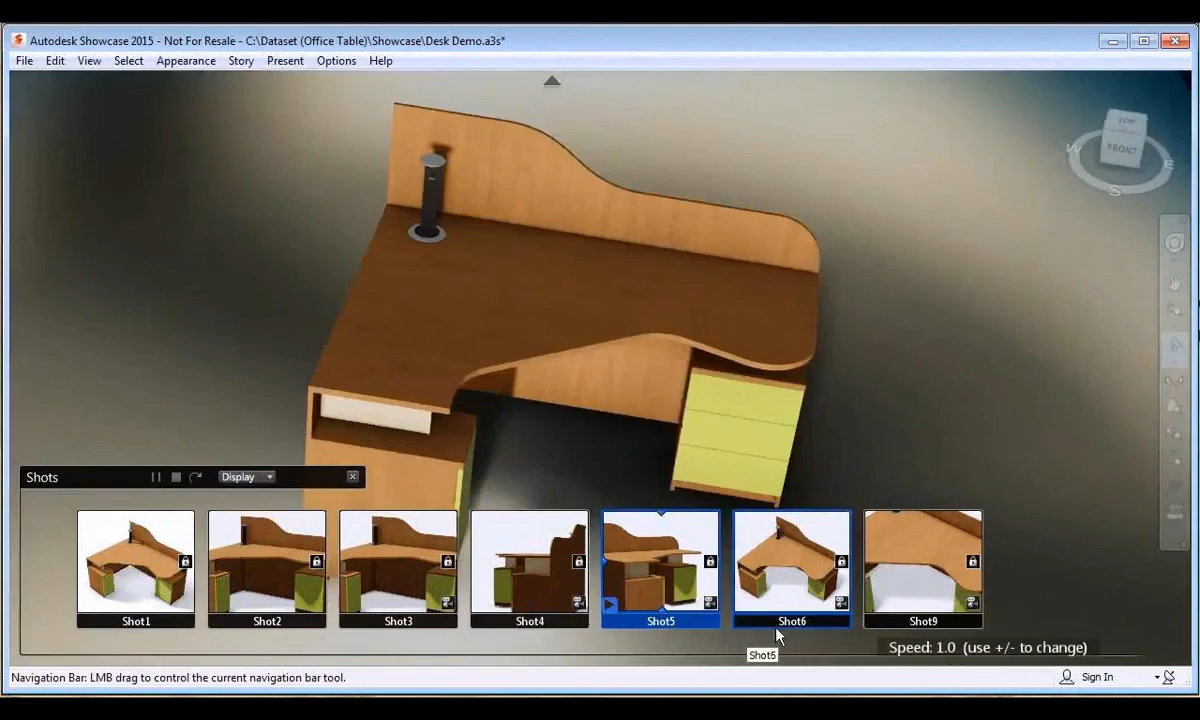 Autodesk Showcase 2015 - Not For Resale - C:\Dataset (Office Table)\Showcase\Desk Demo.a3s*
File Edit View Select Appearance Story Present Options Help
TOP
FRONT
W
E
S
Shots
Display
Shot1 Shot2 Shot3 Shot4 Shot5 Shot6 Shot9
Shot6
Speed: 1.0 (use +/- to change)
Navigation Bar: LMB drag to control the current navigation bar tool.
Sign In